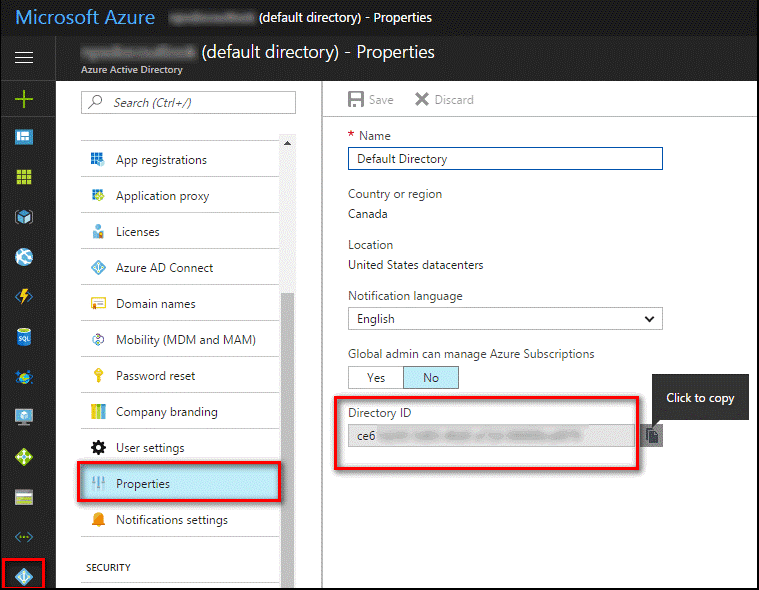 Microsoft Azure (default directory) - Properties
(default directory) - Properties
Azure Active Directory
Search (Ctrl+/)
App registrations
Application proxy
Licenses
Azure AD Connect
Domain names
Mobility (MDM and MAM)
Password reset
Company branding
User settings
Properties
Notifications settings
SECURITY
Save Discard
* Name
Default Directory
Country or region
Canada
Location
United States datacenters
Notification language
English
Global admin can manage Azure Subscriptions
Yes No
Directory ID
ce6
Click to copy
SQL